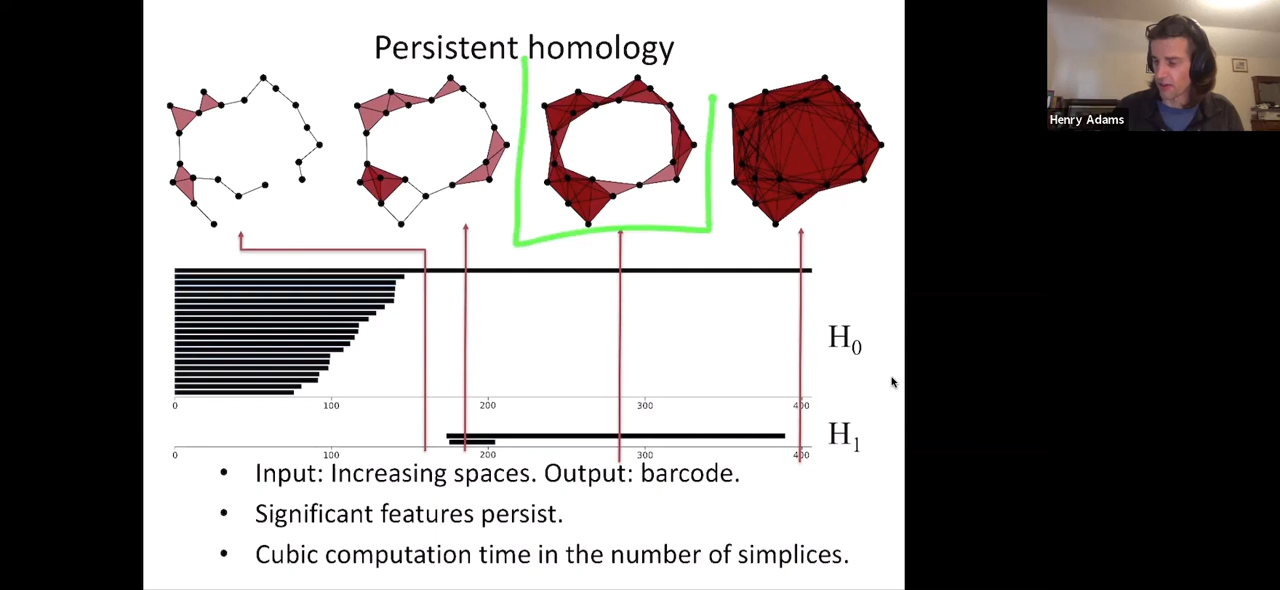 Persistent homology
Henry Adams
H₀
0 100 200 300 400
H₁
0 100 200 300 400
• Input: Increasing spaces. Output: barcode.
• Significant features persist.
• Cubic computation time in the number of simplices.